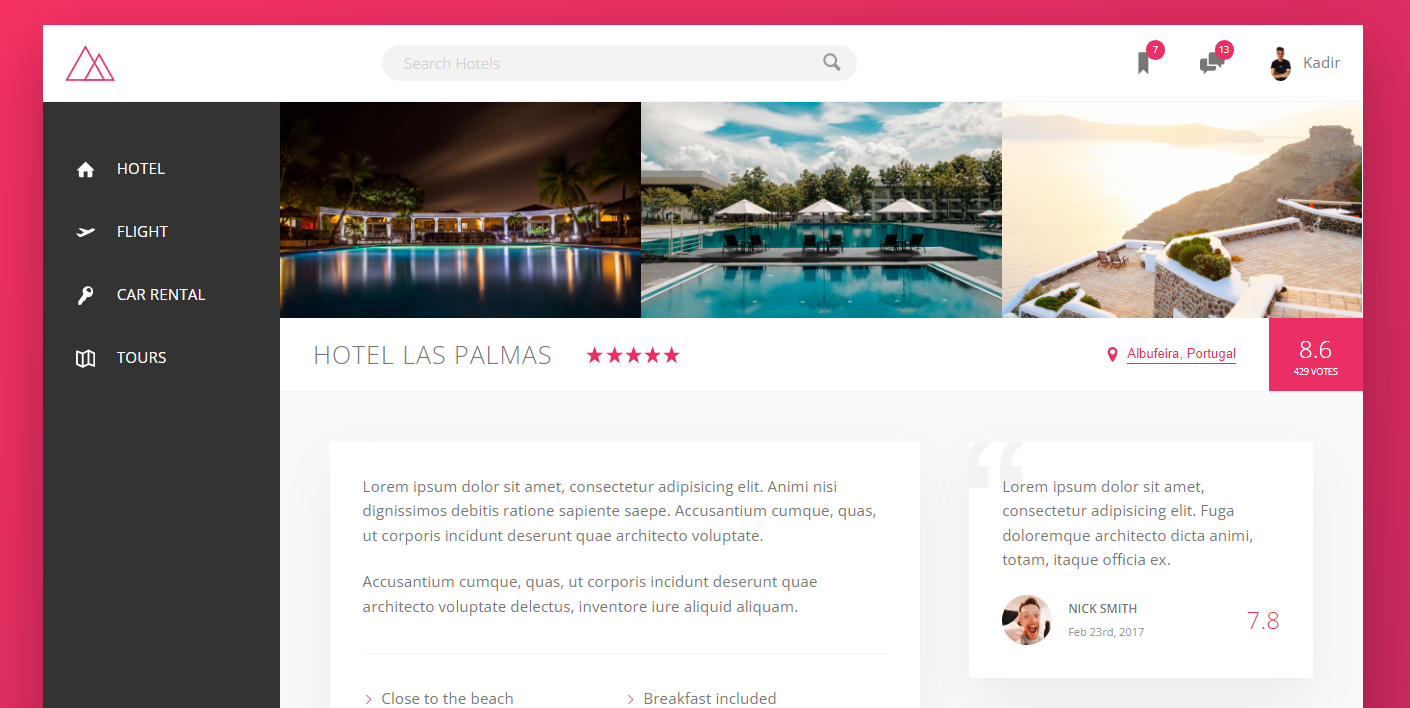 Search Hotels
7
13
Kadir
HOTEL
FLIGHT
CAR RENTAL
TOURS
HOTEL LAS PALMAS
Albufeira, Portugal
8.6
429 VOTES
Lorem ipsum dolor sit amet, consectetur adipisicing elit. Animi nisi
dignissimos debitis ratione sapiente saepe. Accusantium cumque, quas,
ut corporis incidunt deserunt quae architecto voluptate.
Accusantium cumque, quas, ut corporis incidunt deserunt quae
architecto voluptate delectus, inventore iure aliquid aliquam.
Close to the beach
Breakfast included
“
Lorem ipsum dolor sit amet,
consectetur adipisicing elit. Fuga
doloremque architecto dicta animi,
totam, itaque officia ex.
NICK SMITH
Feb 23rd, 2017
7.8